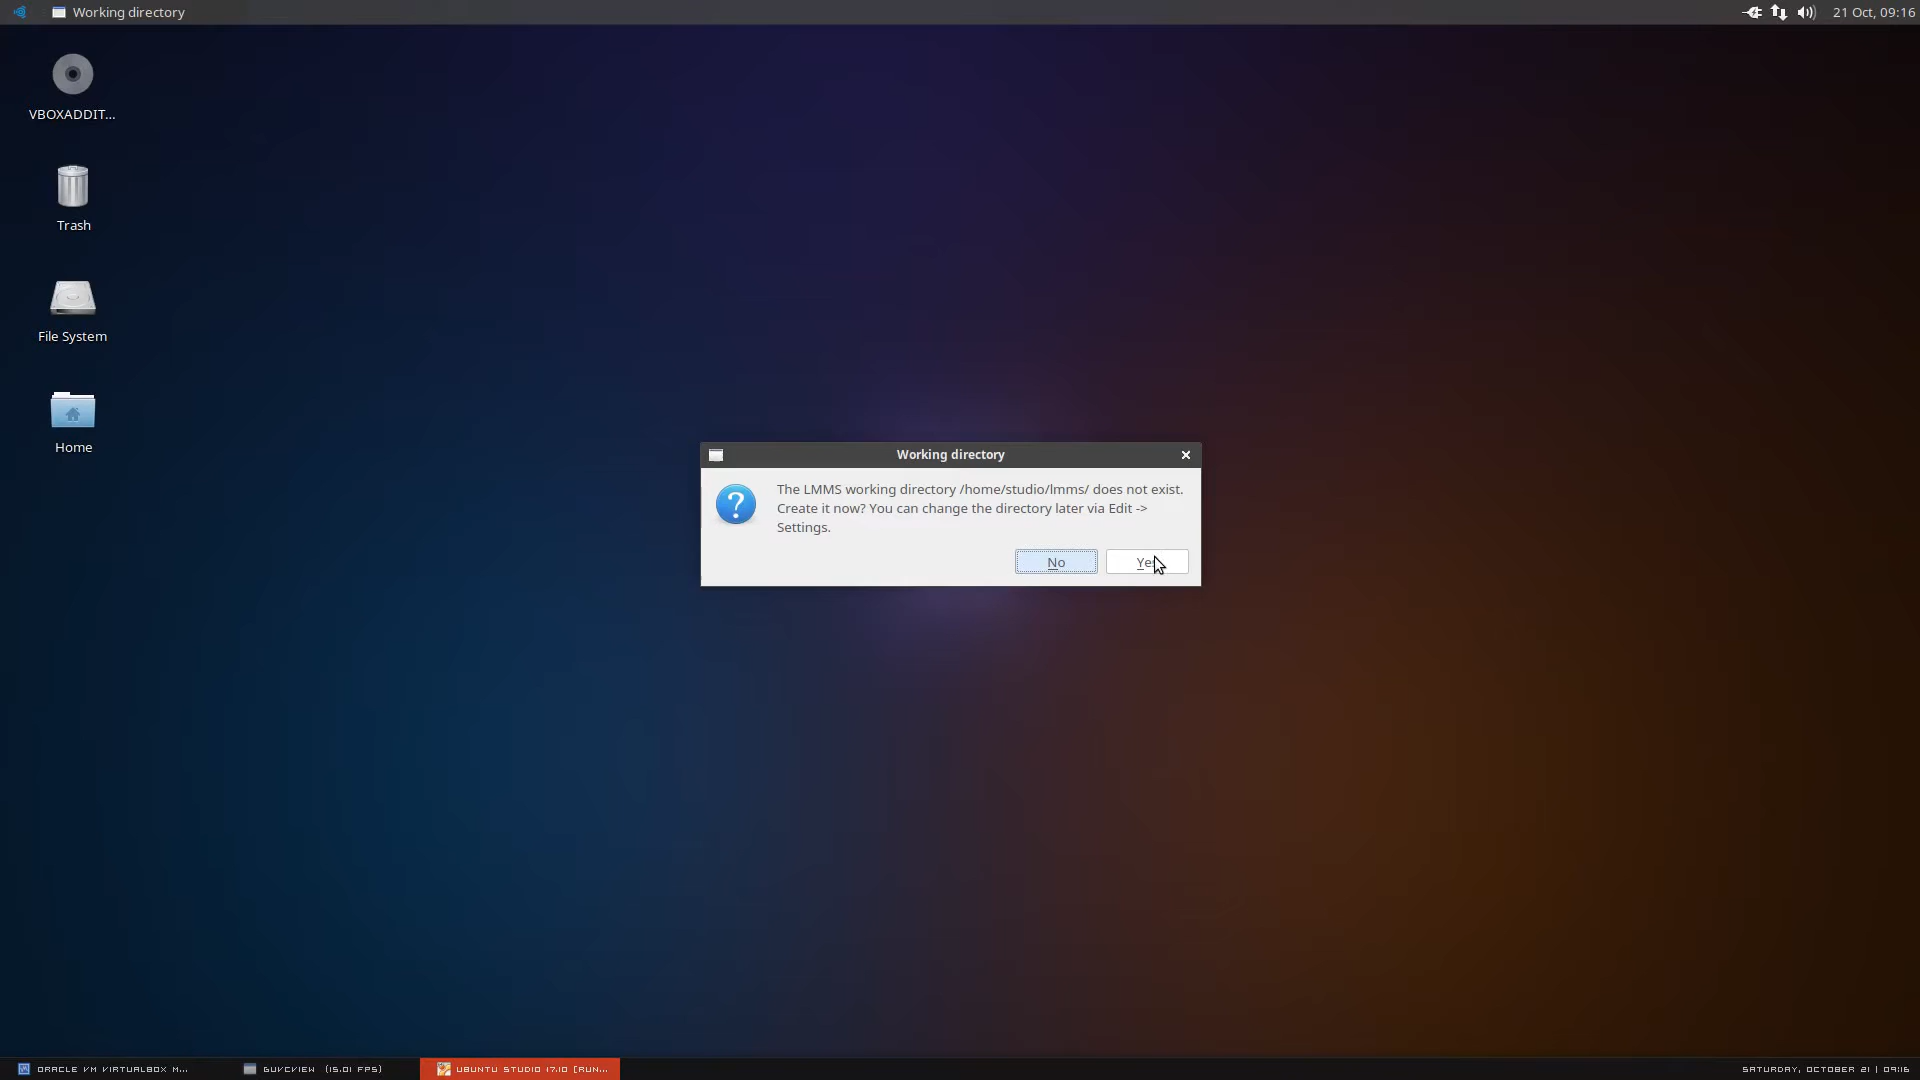 Working directory
21 Oct, 09:16
VBOXADDIT...
Trash
File System
Home
Working directory
The LMMS working directory /home/studio/lmms/ does not exist.
Create it now? You can change the directory later via Edit ->
Settings.
No
Yes
ORACLE VM VIRTUALBOX M...
GUVCVIEW (15.01 FPS)
UBUNTU STUDIO 17.10 [RUN...
SATURDAY, OCTOBER 21 | 09:16